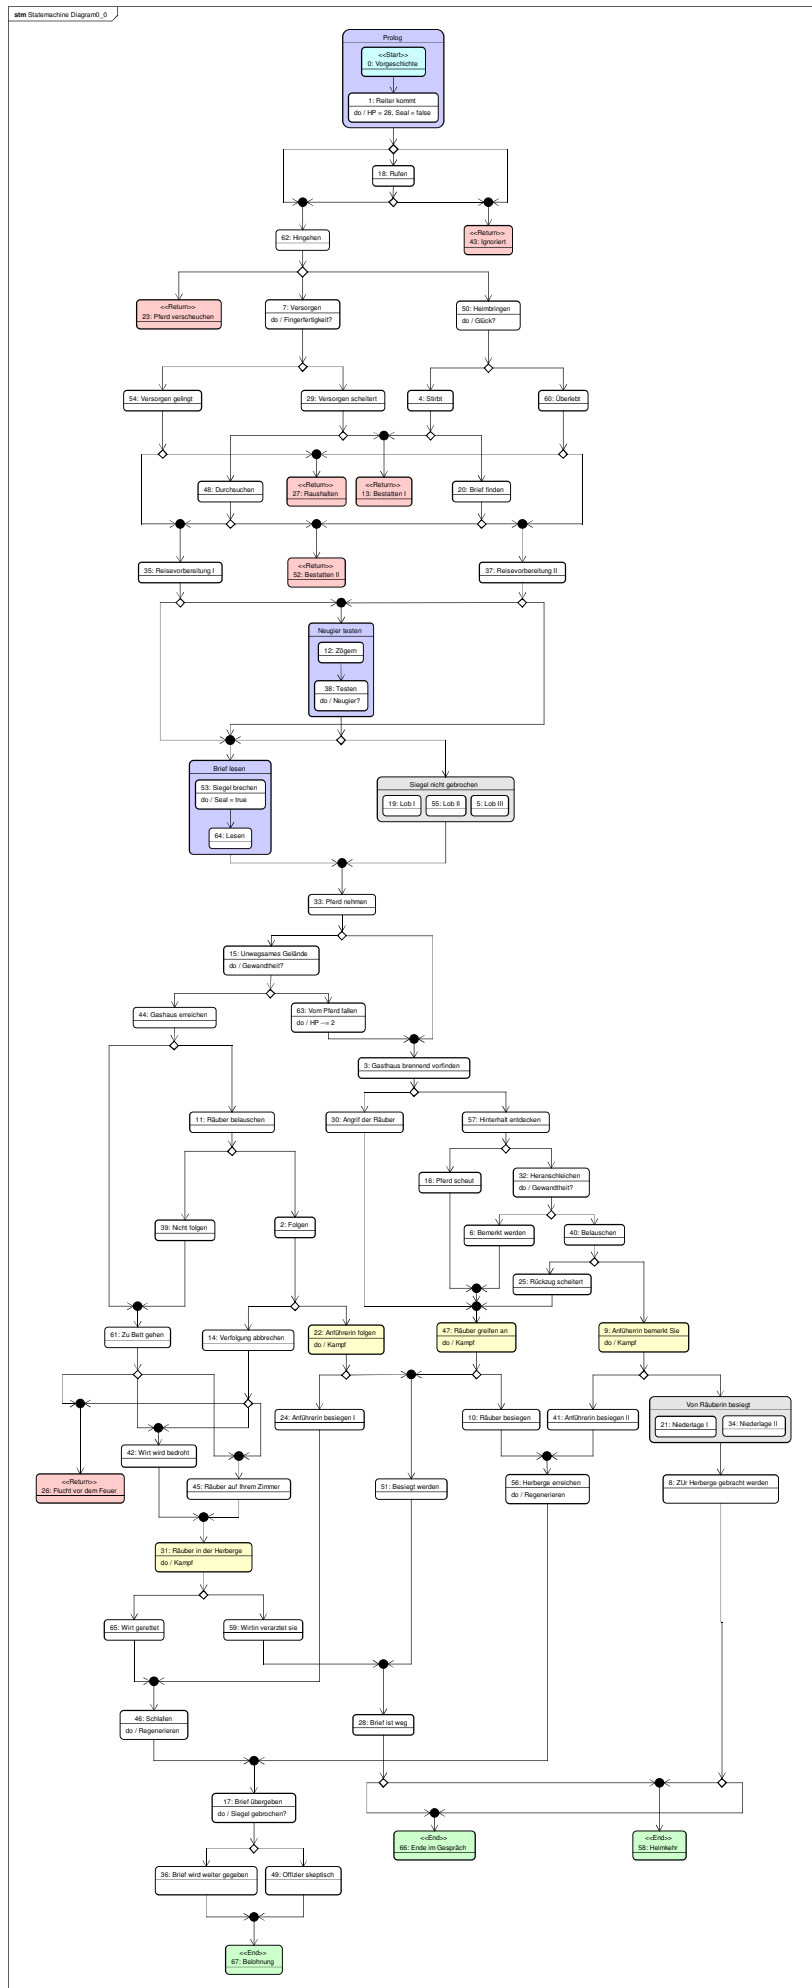 stm Statemachine Diagram0_0
Prolog
<<Start>>
0: Vorgeschichte
1: Reiter kommt
do / HP = 28, Seal = false
18: Rufen
62: Hingehen
<<Return>>
43: Ignoriert
<<Return>>
23: Pferd verscheuchen
7: Versorgen
do / Fingerfertigkeit?
50: Heimbringen
do / Glück?
54: Versorgen gelingt
29: Versorgen scheitert
4: Stirbt
60: Überlebt
48: Durchsuchen
<<Return>>
27: Raushalten
<<Return>>
13: Bestatten I
20: Brief finden
35: Reisevorbereitung I
<<Return>>
52: Bestatten II
37: Reisevorbereitung II
Neugier testen
12: Zögern
38: Testen
do / Neugier?
Brief lesen
53: Siegel brechen
do / Seal = true
64: Lesen
Siegel nicht gebrochen
19: Lob I
55: Lob II
5: Lob III
33: Pferd nehmen
15: Unwegsames Gelände
do / Gewandtheit?
44: Gashaus erreichen
63: Vom Pferd fallen
do / HP -= 2
3: Gasthaus brennend vorfinden
11: Räuber belauschen
30: Angrif der Räuber
57: Hinterhalt entdecken
16: Pferd scheut
32: Heranschleichen
do / Gewandtheit?
39: Nicht folgen
2: Folgen
6: Bemerkt werden
40: Belauschen
25: Rückzug scheitert
61: Zu Bett gehen
14: Verfolgung abbrechen
22: Anführerin folgen
do / Kampf
47: Räuber greifen an
do / Kampf
9: Anfüherrin bemerkt Sie
do / Kampf
24: Anführerin besiegen I
10: Räuber besiegen
41: Anführerin besiegen II
Von Räuberin besiegt
21: Niederlage I
34: Niederlage II
42: Wirt wird bedroht
<<Return>>
26: Flucht vor dem Feuer
45: Räuber auf Ihrem Zimmer
51: Besiegt werden
56: Herberge erreichen
do / Regenerieren
8: ZUr Herberge gebracht werden
31: Räuber in der Herberge
do / Kampf
65: Wirt gerettet
59: Wirtin verarztet sie
46: Schlafen
do / Regenerieren
28: Brief ist weg
17: Brief übergeben
do / Siegel gebrochen?
<<End>>
66: Ende im Gespräch
<<End>>
58: Heimkehr
36: Brief wird weiter gegeben
49: Offizier skeptisch
<<End>>
67: Belohnung